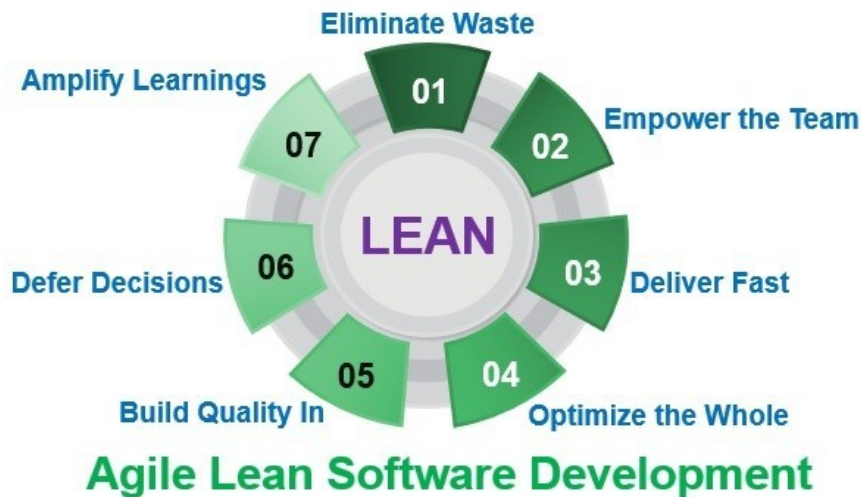 Eliminate Waste
01
Empower the Team
02
Deliver Fast
03
Optimize the Whole
04
Build Quality In
05
Defer Decisions
06
Amplify Learnings
07
LEAN
Agile Lean Software Development